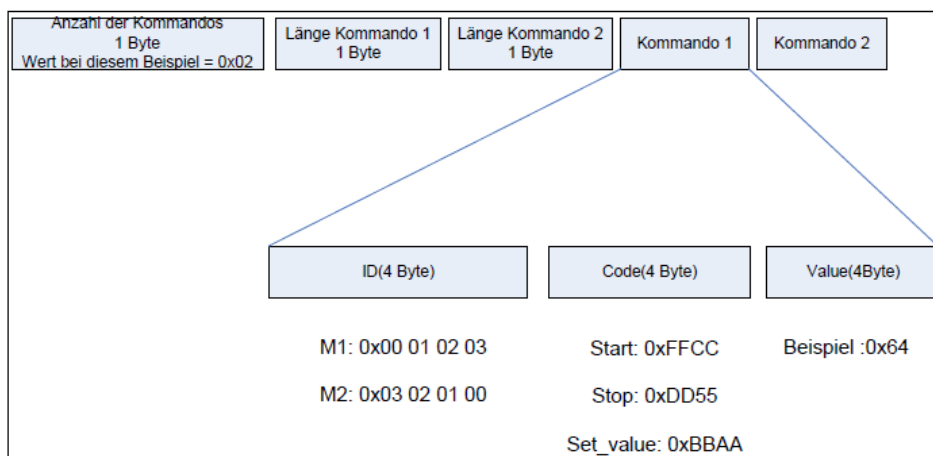 Anzahl der Kommandos
1 Byte
Wert bei diesem Beispiel = 0x02
Länge Kommando 1
1 Byte
Länge Kommando 2
1 Byte
Kommando 1
Kommando 2
ID(4 Byte)
Code(4 Byte)
Value(4Byte)
M1: 0x00 01 02 03
Start: 0xFFCC
Beispiel :0x64
M2: 0x03 02 01 00
Stop: 0xDD55
Set_value: 0xBBAA